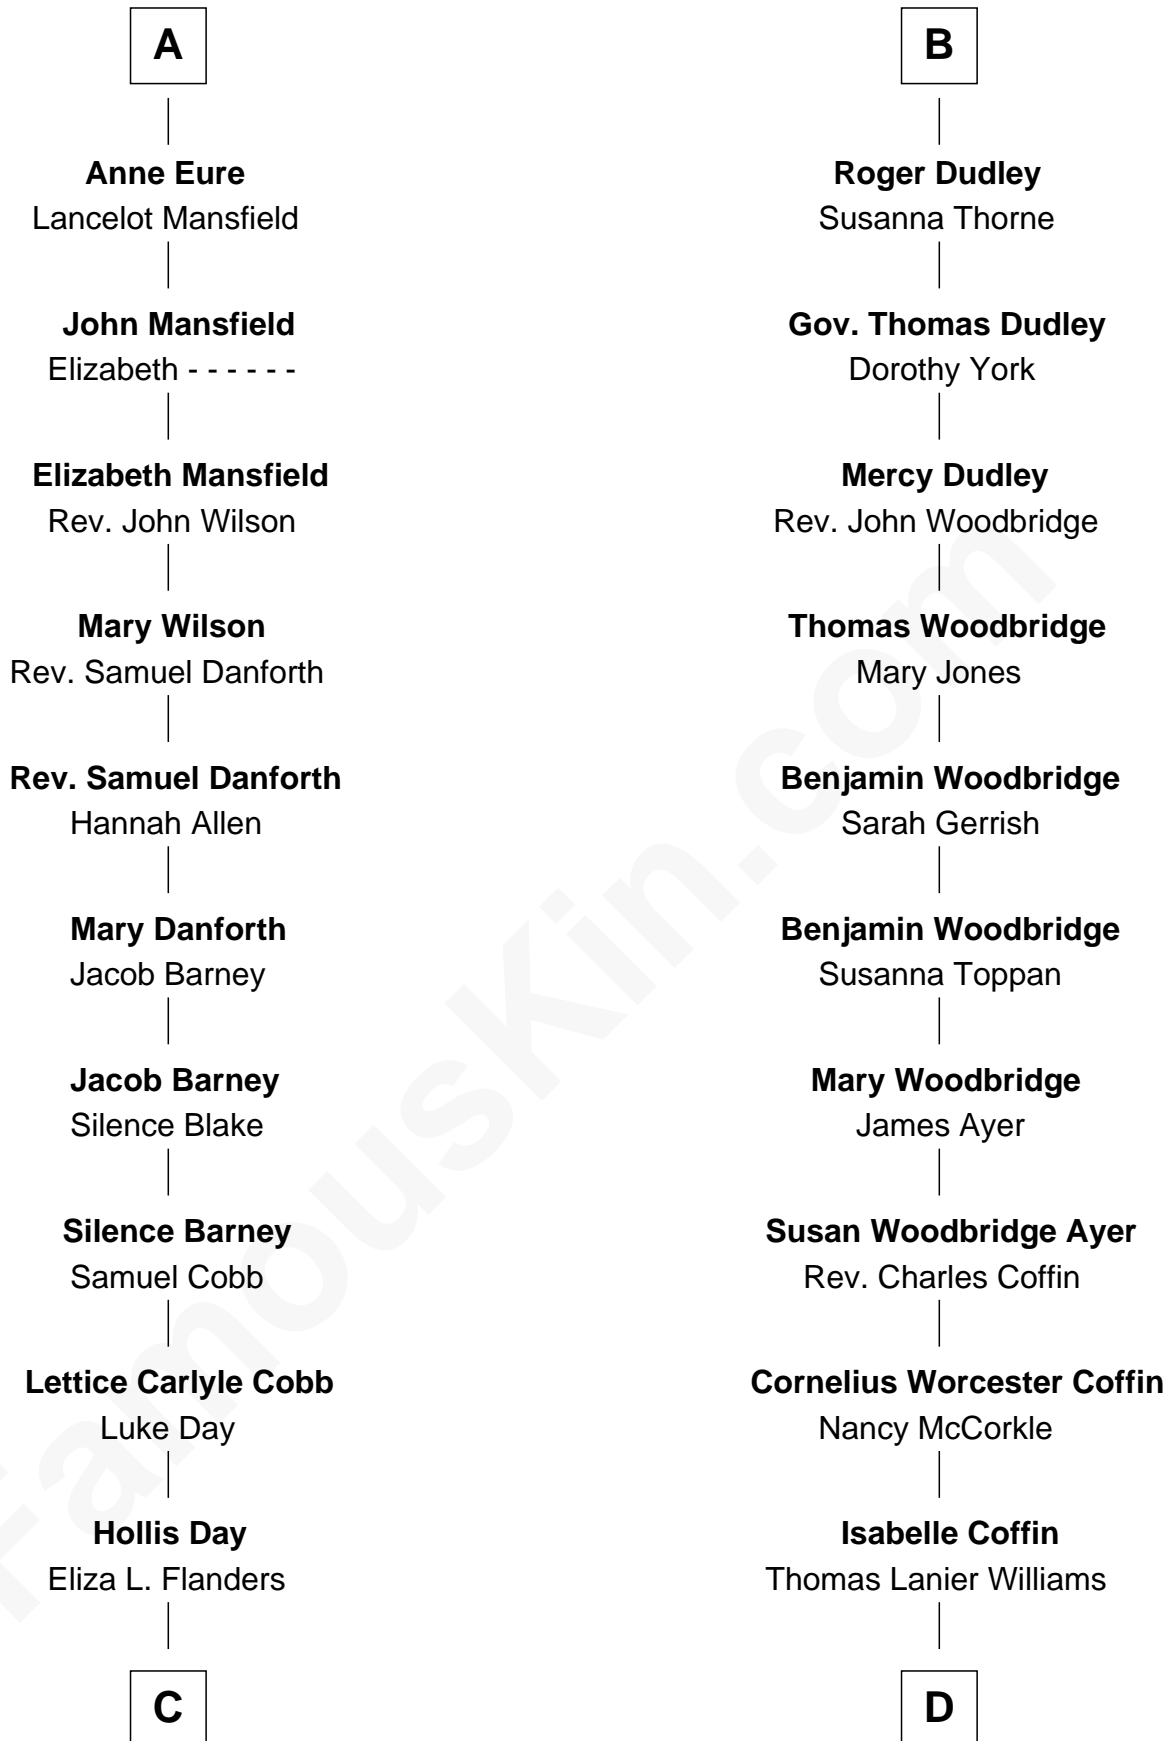 A
Anne Eure
Lancelot Mansfield
John Mansfield
Elizabeth - - - - - -
Elizabeth Mansfield
Rev. John Wilson
Mary Wilson
Rev. Samuel Danforth
Rev. Samuel Danforth
Hannah Allen
Mary Danforth
Jacob Barney
Jacob Barney
Silence Blake
Silence Barney
Samuel Cobb
Lettice Carlyle Cobb
Luke Day
Hollis Day
Eliza L. Flanders
C
B
Roger Dudley
Susanna Thorne
Gov. Thomas Dudley
Dorothy York
Mercy Dudley
Rev. John Woodbridge
Thomas Woodbridge
Mary Jones
Benjamin Woodbridge
Sarah Gerrish
Benjamin Woodbridge
Susanna Toppan
Mary Woodbridge
James Ayer
Susan Woodbridge Ayer
Rev. Charles Coffin
Cornelius Worcester Coffin
Nancy McCorkle
Isabelle Coffin
Thomas Lanier Williams
D
FamousKin.com